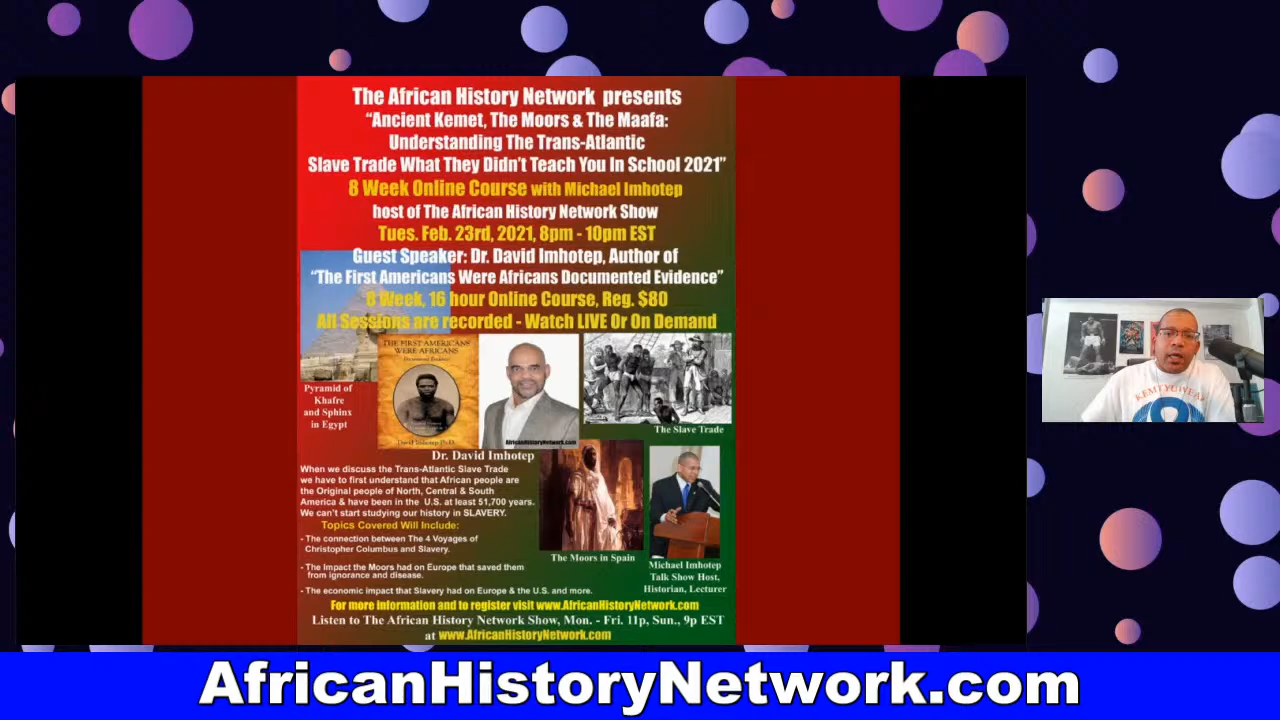 The African History Network presents
“Ancient Kemet, The Moors & The Maafa:
Understanding The Trans-Atlantic
Slave Trade What They Didn't Teach You In School 2021”
8 Week Online Course with Michael Imhotep
host of The African History Network Show
Tues. Feb. 23rd, 2021, 8pm - 10pm EST
Guest Speaker: Dr. David Imhotep, Author of
“The First Americans Were Africans Documented Evidence”
8 Week, 16 hour Online Course, Reg. $80
All Sessions are recorded - Watch LIVE Or On Demand
THE FIRST AMERICANS
WERE AFRICANS
Documented Evidence
David Imhotep, Ph.D.
AfricanHistoryNetwork.com
Pyramid of
Khafre
and Sphinx
in Egypt
The Slave Trade
Dr. David Imhotep
When we discuss the Trans-Atlantic Slave Trade
we have to first understand that African people are
the Original people of North, Central & South
America & have been in the U.S. at least 51,700 years.
We can't start studying our history in SLAVERY.
Topics Covered Will Include:
- The connection between The 4 Voyages of
Christopher Columbus and Slavery.
- The Impact the Moors had on Europe that saved them
from ignorance and disease.
- The economic impact that Slavery had on Europe & the U.S. and more.
The Moors in Spain
Michael Imhotep
Talk Show Host,
Historian, Lecturer
For more information and to register visit www.AfricanHistoryNetwork.com
Listen to The African History Network Show, Mon. - Fri. 11p, Sun., 9p EST
at www.AfricanHistoryNetwork.com
KEMTYUWEAR
AfricanHistoryNetwork.com